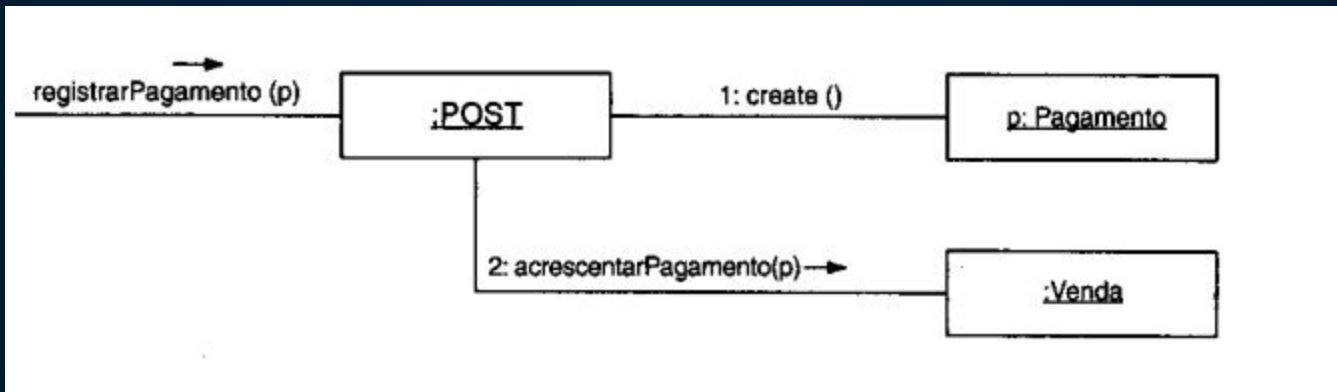 registrarPagamento (p)
:POST
1: create ()
p: Pagamento
2: acrescentarPagamento(p)
:Venda